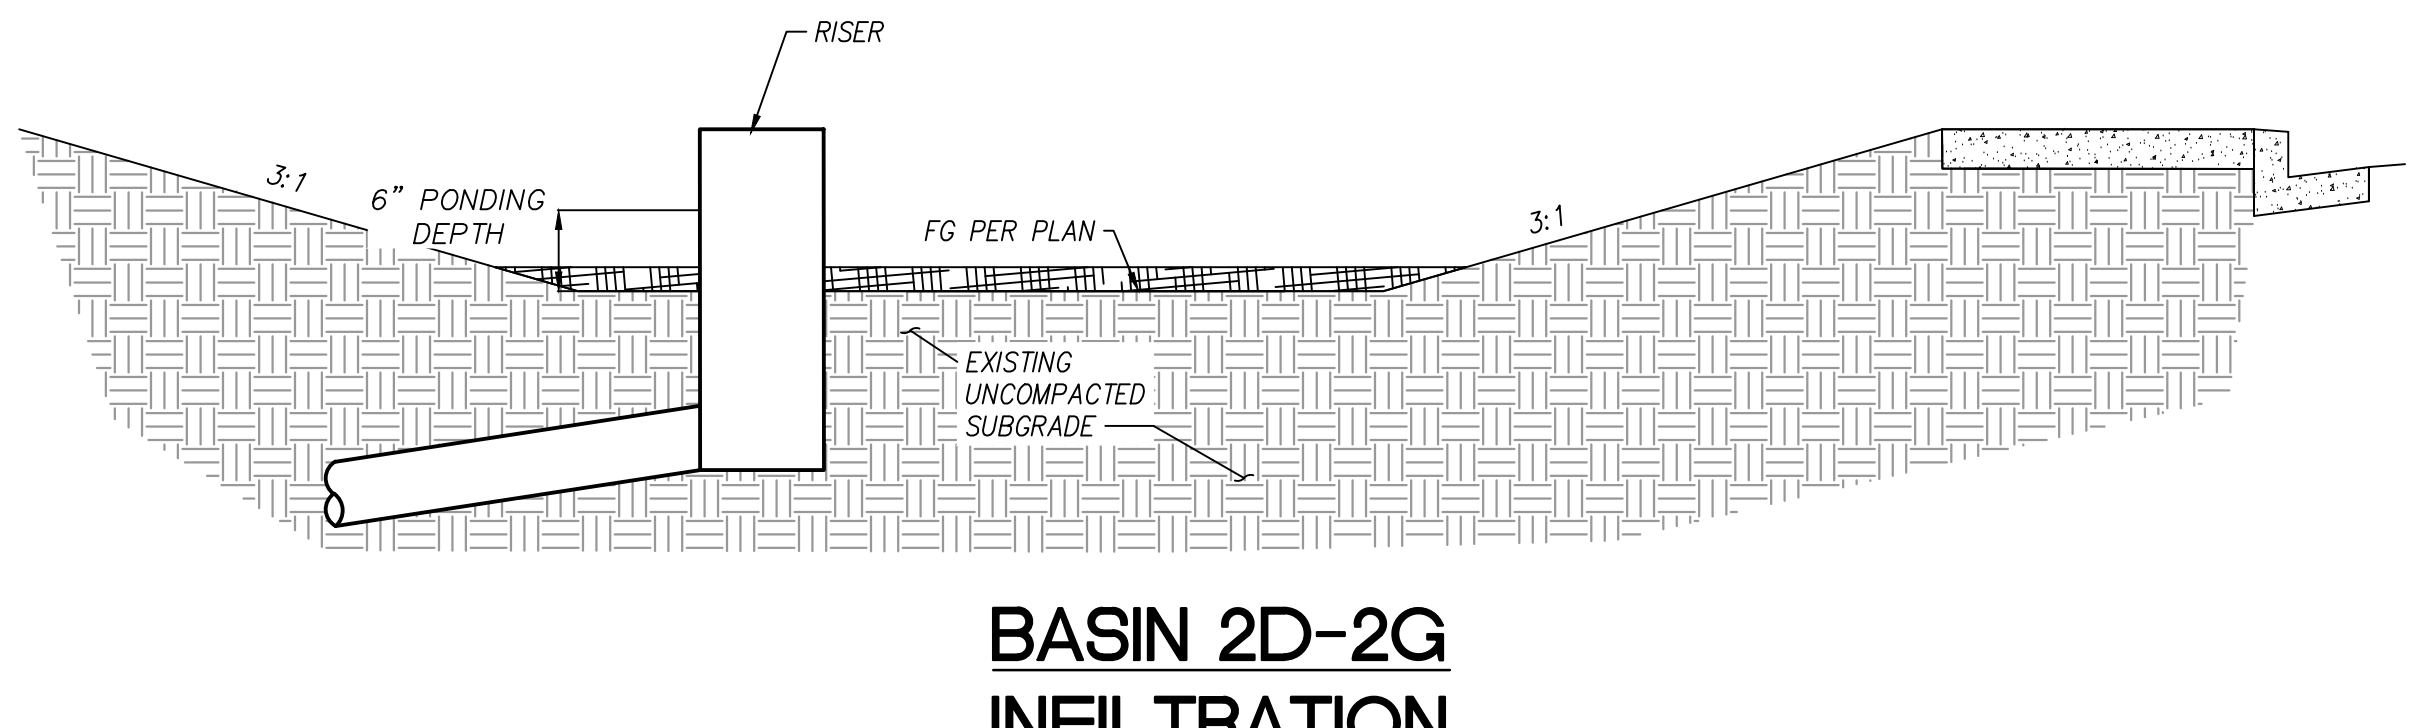 RISER
3:1
6" PONDING
DEPTH
FG PER PLAN
3:1
EXISTING
UNCOMPACTED
SUBGRADE
BASIN 2D-2G
INFILTRATION